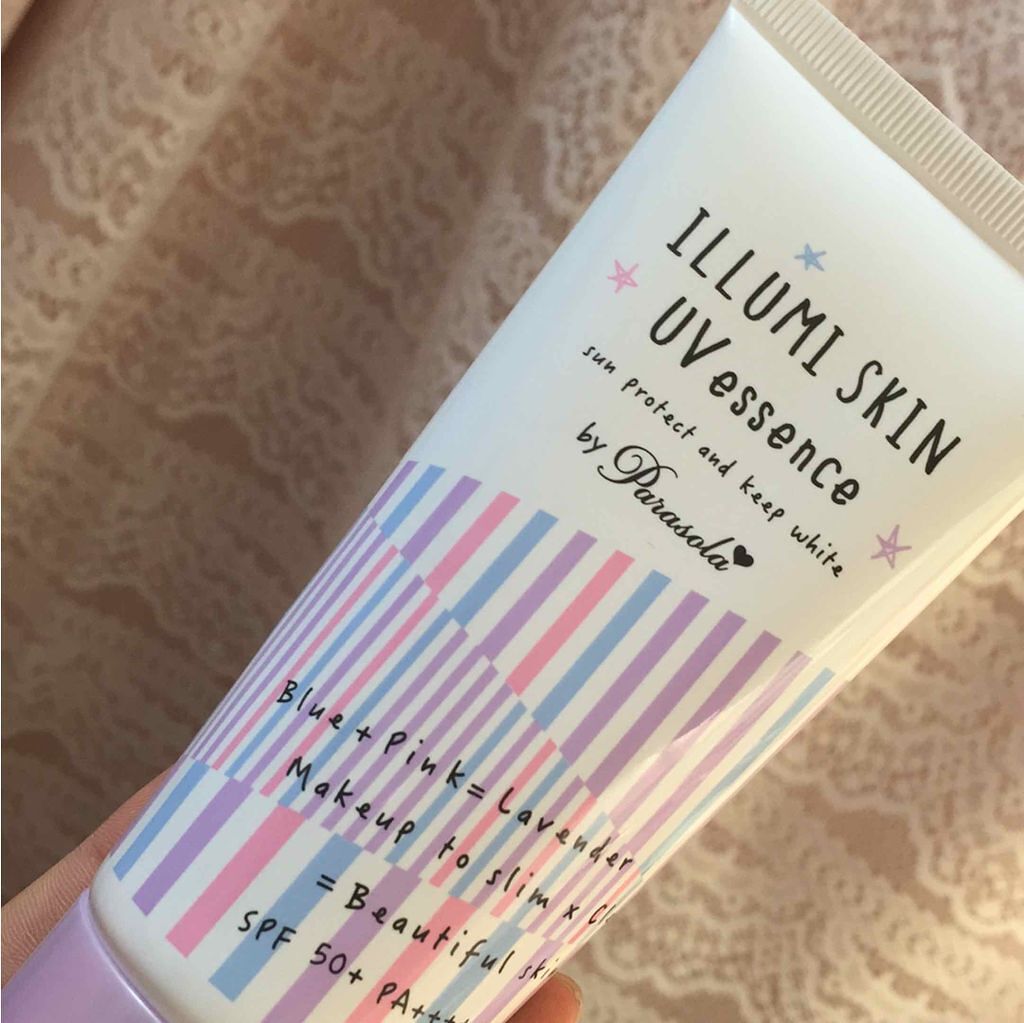 ILLUMI SKIN
UV essence
sun protect and keep white
by Parasola
Blue + Pink = Lavender
Makeup to slim x
= Beautiful
SPF 50+ PA+++